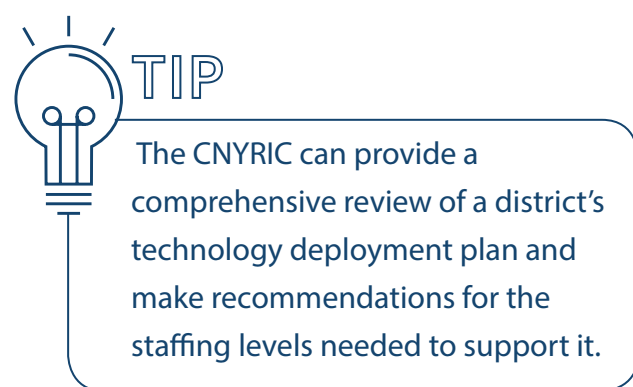 TIP
The CNYRIC can provide a
comprehensive review of a district’s
technology deployment plan and
make recommendations for the
staffing levels needed to support it.